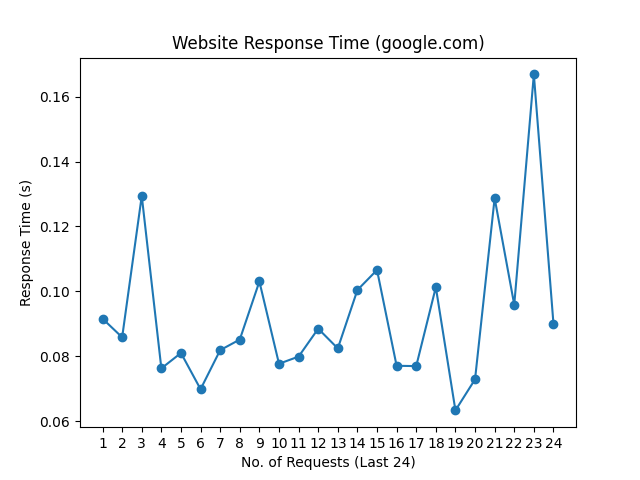 Website Response Time (google.com)
0.16
0.14
0.12
0.10
0.08
0.06
Response Time (s)
1 2 3 4 5 6 7 8 9 10 11 12 13 14 15 16 17 18 19 20 21 22 23 24
No. of Requests (Last 24)